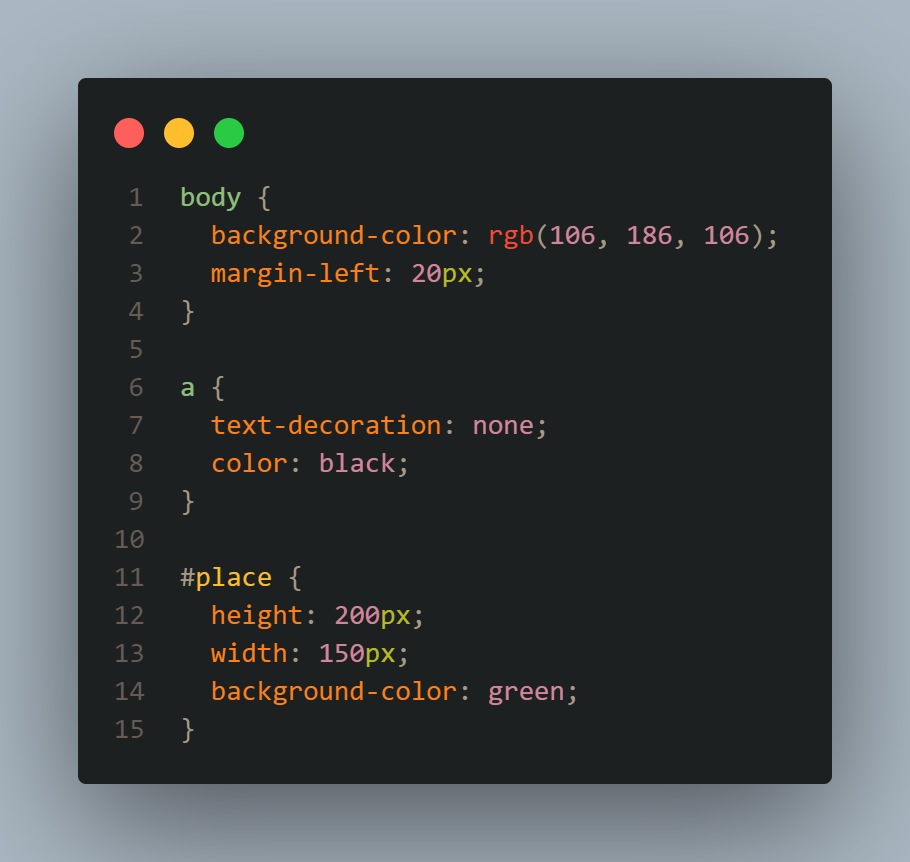 1 body {
2   background-color: rgb(106, 186, 106);
3   margin-left: 20px;
4 }
5
6 a {
7   text-decoration: none;
8   color: black;
9 }
10
11 #place {
12   height: 200px;
13   width: 150px;
14   background-color: green;
15 }